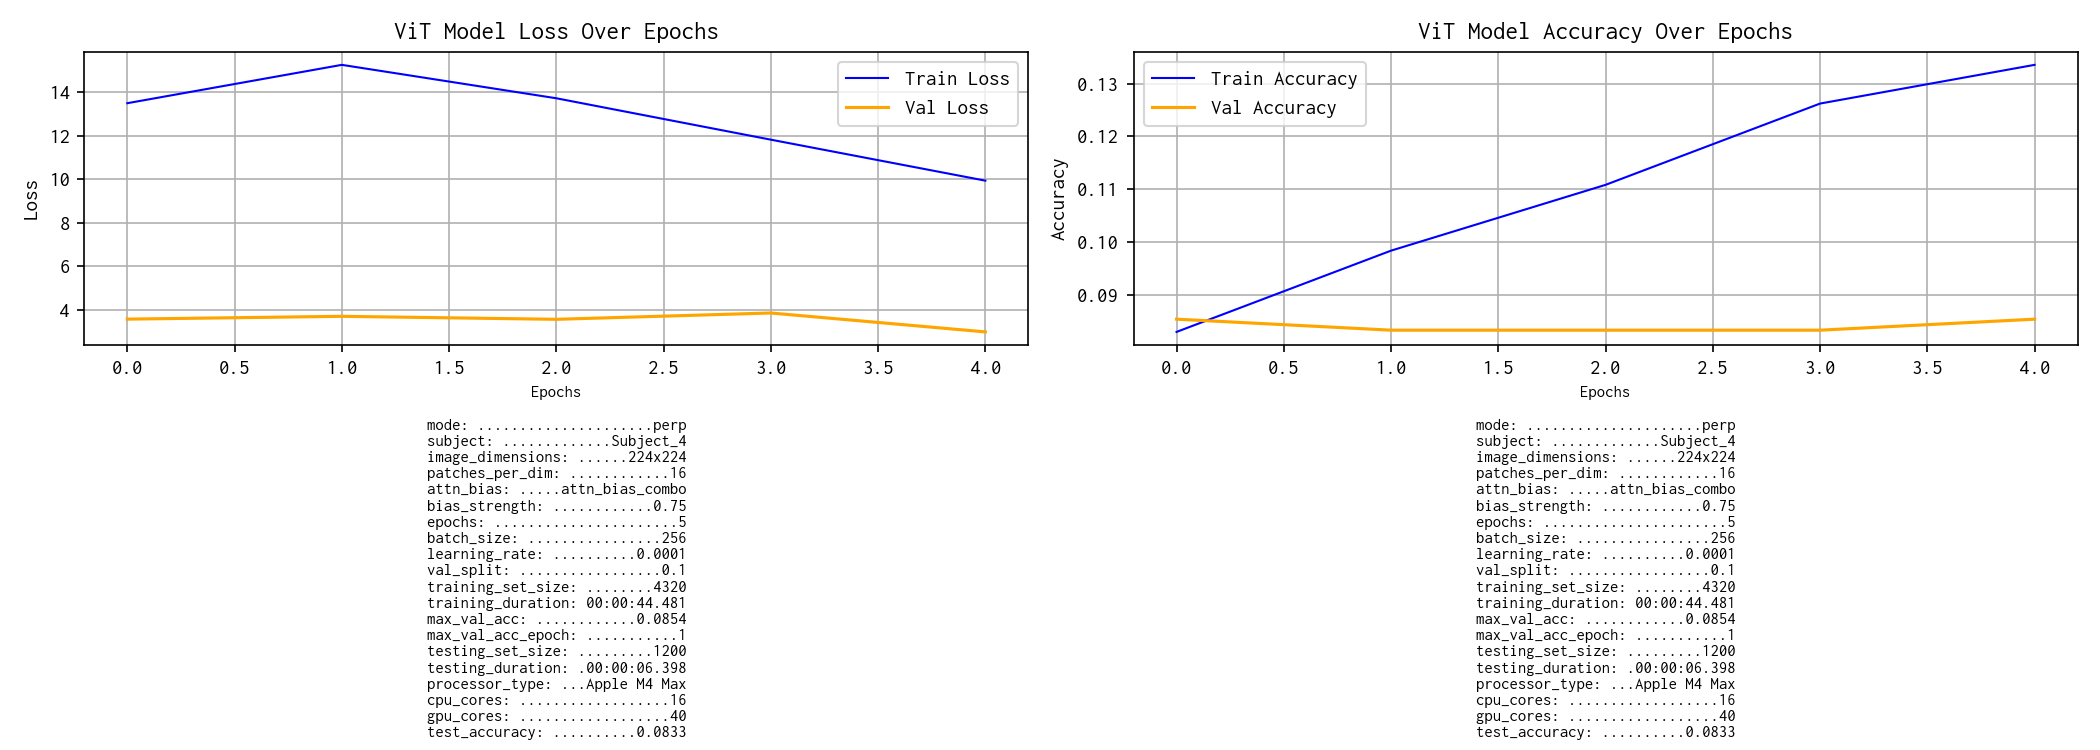 ViT Model Loss Over Epochs
Train Loss
Val Loss
Loss
14
12
10
8
6
4
0.0 0.5 1.0 1.5 2.0 2.5 3.0 3.5 4.0
Epochs
mode: .....................perp
subject: .............Subject_4
image_dimensions: ......224x224
patches_per_dim: ............16
attn_bias: .....attn_bias_combo
bias_strength: ............0.75
epochs: ......................5
batch_size: ................256
learning_rate: ..........0.0001
val_split: .................0.1
training_set_size: ........4320
training_duration: 00:00:44.481
max_val_acc: ............0.0854
max_val_acc_epoch: ...........1
testing_set_size: .........1200
testing_duration: .00:00:06.398
processor_type: ...Apple M4 Max
cpu_cores: ..................16
gpu_cores: ..................40
test_accuracy: ..........0.0833
ViT Model Accuracy Over Epochs
Train Accuracy
Val Accuracy
Accuracy
0.13
0.12
0.11
0.10
0.09
0.0 0.5 1.0 1.5 2.0 2.5 3.0 3.5 4.0
Epochs
mode: .....................perp
subject: .............Subject_4
image_dimensions: ......224x224
patches_per_dim: ............16
attn_bias: .....attn_bias_combo
bias_strength: ............0.75
epochs: ......................5
batch_size: ................256
learning_rate: ..........0.0001
val_split: .................0.1
training_set_size: ........4320
training_duration: 00:00:44.481
max_val_acc: ............0.0854
max_val_acc_epoch: ...........1
testing_set_size: .........1200
testing_duration: .00:00:06.398
processor_type: ...Apple M4 Max
cpu_cores: ..................16
gpu_cores: ..................40
test_accuracy: ..........0.0833